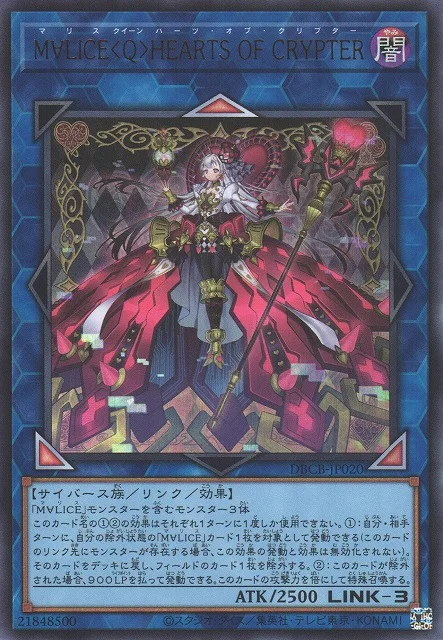 マリス クイーン ハーツ・オブ・クリプター
M∀LICE<Q>HEARTS OF CRYPTER
やみ
闇
DBCB-JP020
【サイバース族／リンク／効果】
「M∀LICE」モンスターを含むモンスター3体
このカード名の①②の効果はそれぞれ1ターンに1度しか使用できない。①：自分・相手
ターンに、自分の除外状態の「M∀LICE」カード1枚を対象として発動できる（このカード
のリンク先にモンスターが存在する場合、この効果の発動と効果は無効化されない）。
そのカードをデッキに戻し、フィールドのカード1枚を除外する。②：このカードが除外
された場合、900LPを払って発動できる。このカードの攻撃力を倍にして特殊召喚する。
ATK/2500 LINK-3
21848500 ©スタジオ・ダイス／集英社・テレビ東京・KONAMI